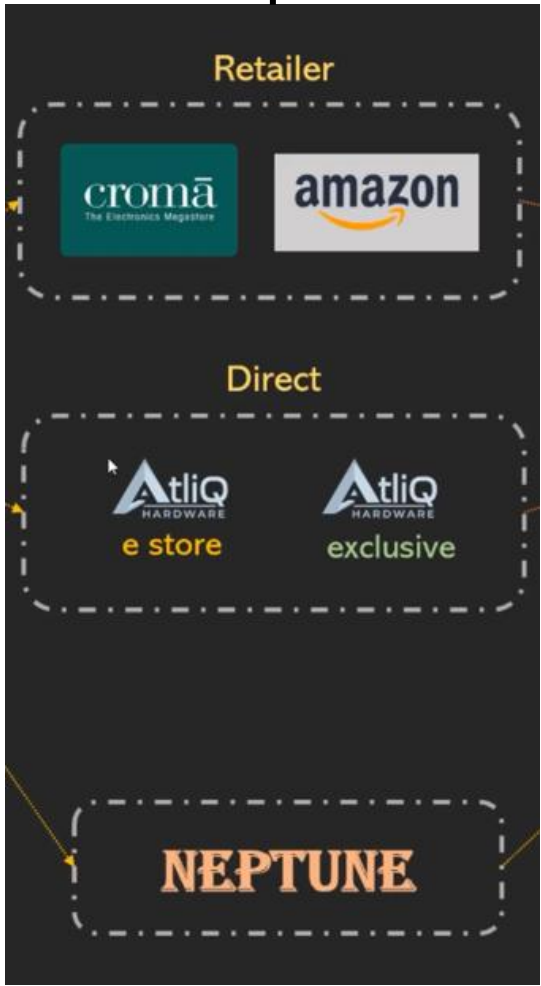 Retailer
cromā
The Electronics Megastore
amazon
Direct
AtliQ
HARDWARE
e store
AtliQ
HARDWARE
exclusive
NEPTUNE